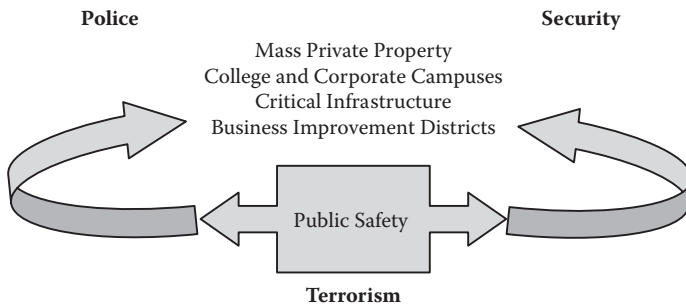 Police
Security
Mass Private Property
College and Corporate Campuses
Critical Infrastructure
Business Improvement Districts
Public Safety
Terrorism